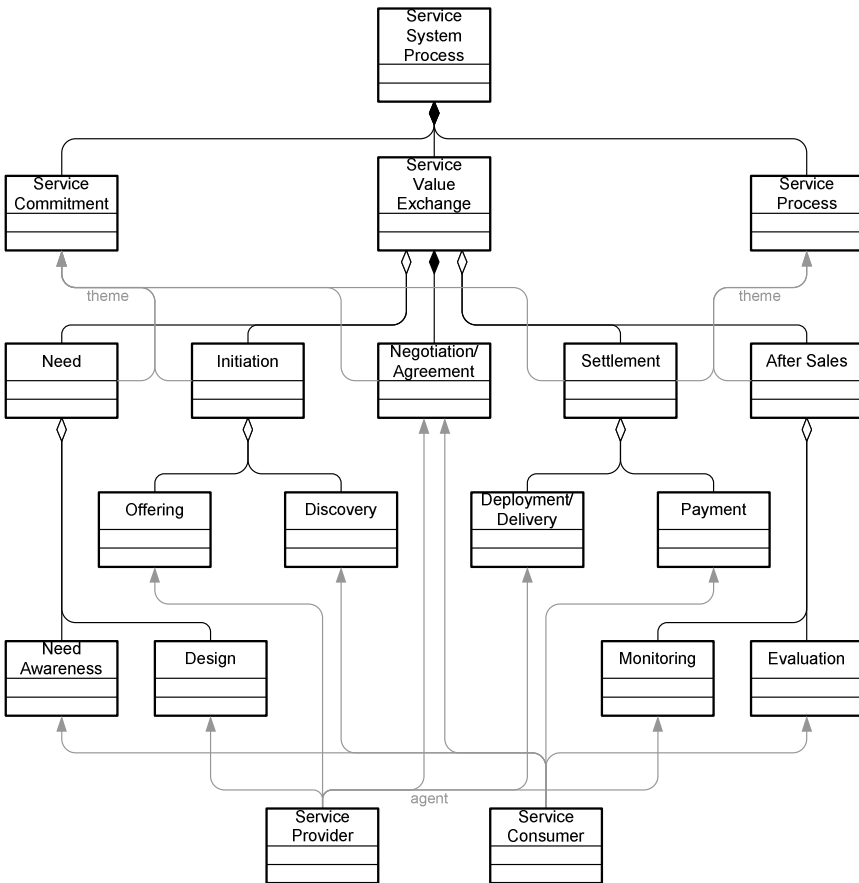 Service
System
Process
Service
Commitment
Service
Value
Exchange
Service
Process
theme
theme
Need
Initiation
Negotiation/
Agreement
Settlement
After Sales
Offering
Discovery
Deployment/
Delivery
Payment
Need
Awareness
Design
Monitoring
Evaluation
agent
Service
Provider
Service
Consumer